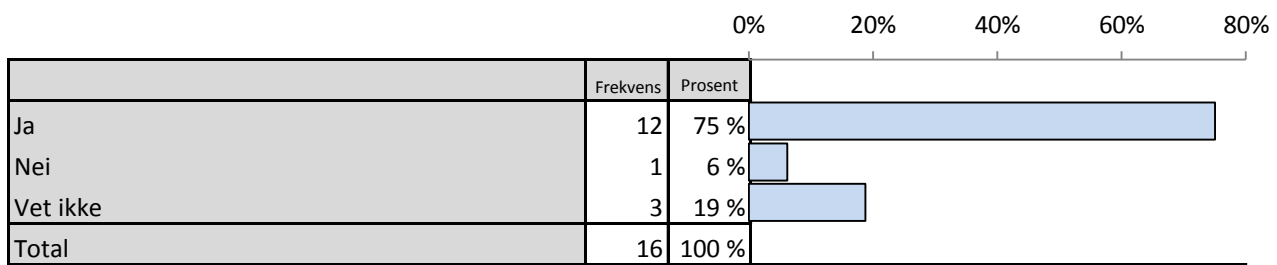 0% 20% 40% 60% 80%
Frekvens Prosent
Ja 12 75 %
Nei 1 6 %
Vet ikke 3 19 %
Total 16 100 %